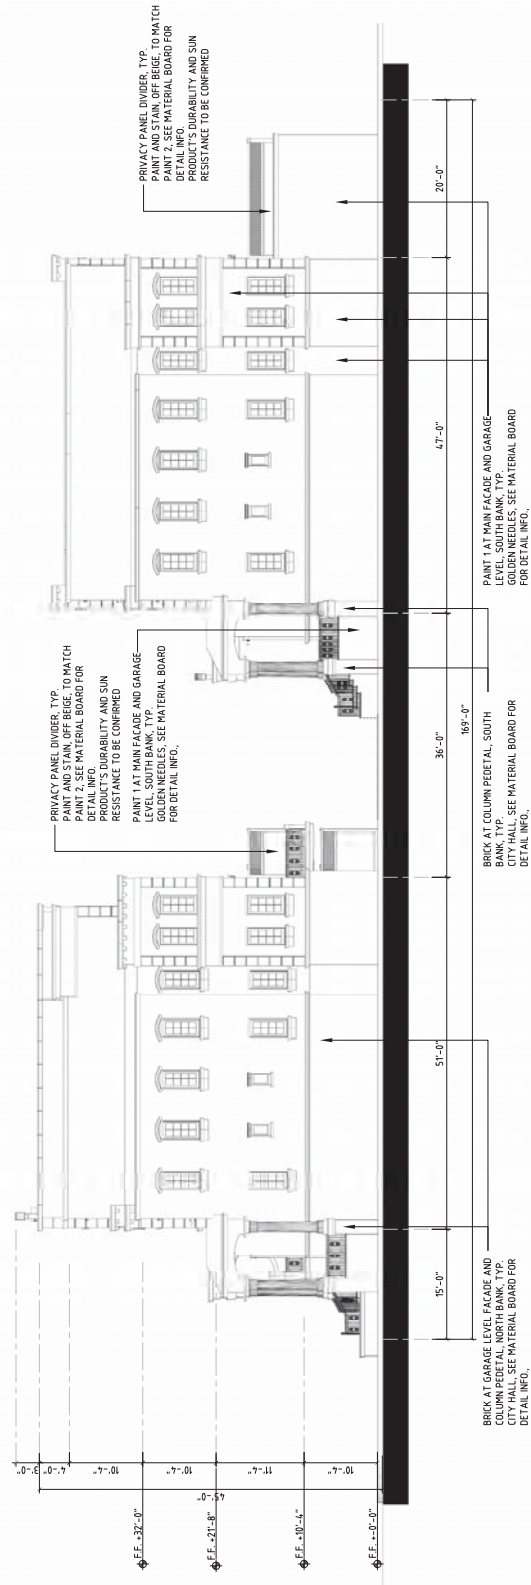 PRIVACY PANEL DIVIDER, TYP.
PAINT AND STAIN, OFF BEIGE, TO MATCH
PAINT 2, SEE MATERIAL BOARD FOR
DETAIL INFO.
PRODUCT'S DURABILITY AND SUN
RESISTANCE TO BE CONFIRMED
PAINT 1 AT MAIN FACADE AND GARAGE
LEVEL, SOUTH BANK, TYP.
GOLDEN NEEDLES, SEE MATERIAL BOARD
FOR DETAIL INFO.,
PRIVACY PANEL DIVIDER, TYP.
PAINT AND STAIN, OFF BEIGE, TO MATCH
PAINT 2, SEE MATERIAL BOARD FOR
DETAIL INFO.
PRODUCT'S DURABILITY AND SUN
RESISTANCE TO BE CONFIRMED
3'-0"
4'-0"
10'-4"
10'-4"
11'-4"
10'-4"
45'-0"
F.F. +32'-0"
F.F. +21'-8"
F.F. +10'-4"
F.F. +-0'-0"
15'-0"
51'-0"
36'-0"
47'-0"
20'-0"
169'-0"
BRICK AT GARAGE LEVEL FACADE AND
COLUMN PEDETAL, NORTH BANK, TYP.
CITY HALL, SEE MATERIAL BOARD FOR
DETAIL INFO.,
BRICK AT COLUMN PEDETAL, SOUTH
BANK, TYP.
CITY HALL, SEE MATERIAL BOARD FOR
DETAIL INFO.,
PAINT 1 AT MAIN FACADE AND GARAGE
LEVEL, SOUTH BANK, TYP.
GOLDEN NEEDLES, SEE MATERIAL BOARD
FOR DETAIL INFO.,